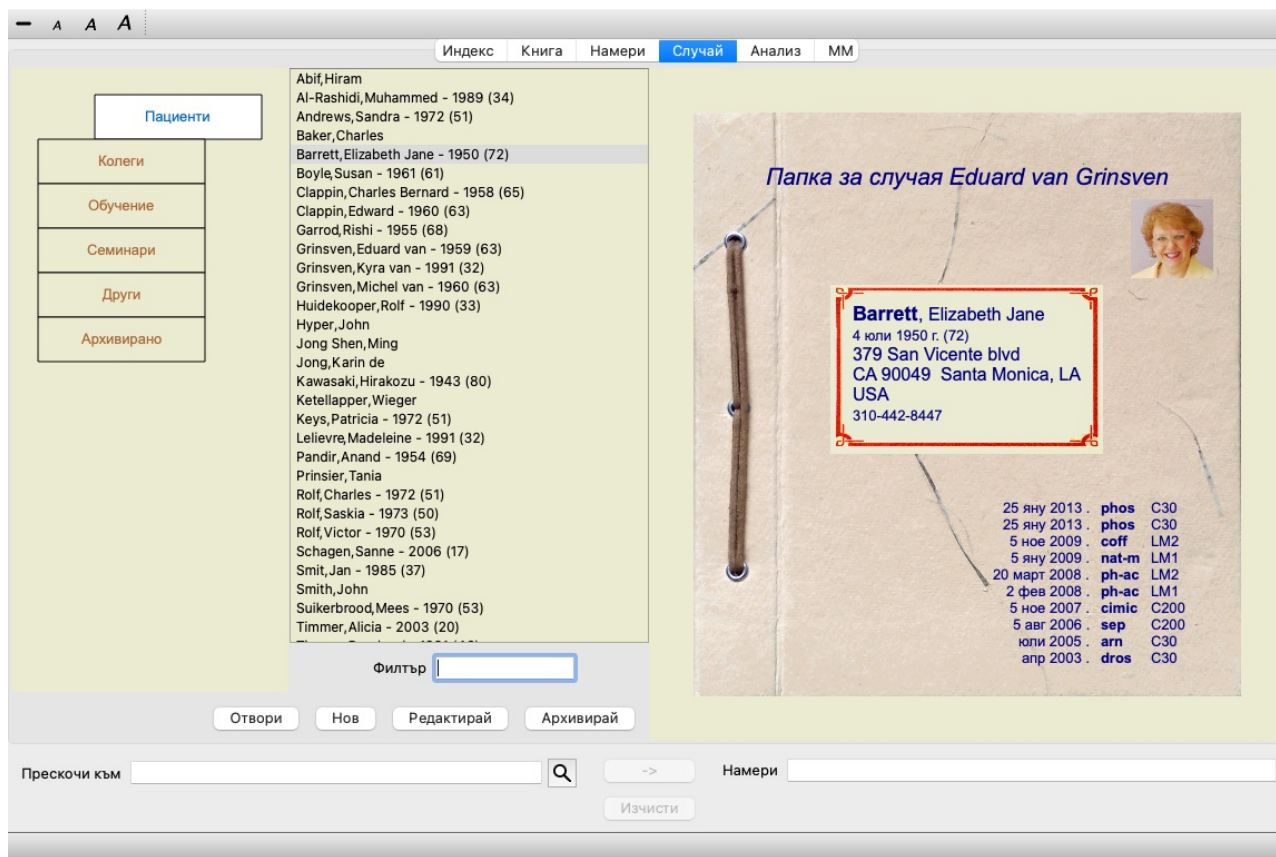 A A A
Индекс Книга Намери Случай Анализ ММ
Пациенти
Колеги
Обучение
Семинари
Други
Архивирано
Abif,Hiram
Al-Rashidi,Muhammed - 1989 (34)
Andrews,Sandra - 1972 (51)
Baker,Charles
Barrett,Elizabeth Jane - 1950 (72)
Boyle,Susan - 1961 (61)
Clappin,Charles Bernard - 1958 (65)
Clappin,Edward - 1960 (63)
Garrod,Rishi - 1955 (68)
Grinsven,Eduard van - 1959 (63)
Grinsven,Kyra van - 1991 (32)
Grinsven,Michel van - 1960 (63)
Huidekooper,Rolf - 1990 (33)
Hyper,John
Jong Shen,Ming
Jong,Karin de
Kawasaki,Hirakozu - 1943 (80)
Ketellapper,Wieger
Keys,Patricia - 1972 (51)
Lelievre,Madeleine - 1991 (32)
Pandir,Anand - 1954 (69)
Prinsier,Tania
Rolf,Charles - 1972 (51)
Rolf,Saskia - 1973 (50)
Rolf,Victor - 1970 (53)
Schagen,Sanne - 2006 (17)
Smit,Jan - 1985 (37)
Smith,John
Suikerbrood,Mees - 1970 (53)
Timmer,Alicia - 2003 (20)
Филтър
Отвори Нов Редактирай Архивирай
Папка за случая Eduard van Grinsven
Barrett, Elizabeth Jane
4 юли 1950 г. (72)
379 San Vicente blvd
CA 90049 Santa Monica, LA
USA
310-442-8447
25 яну 2013 . phos C30
25 яну 2013 . phos C30
5 ное 2009 . coff LM2
5 яну 2009 . nat-m LM1
20 март 2008 . ph-ac LM2
2 фев 2008 . ph-ac LM1
5 ное 2007 . cimic C200
5 авг 2006 . sep C200
юли 2005 . arn C30
апр 2003 . dros C30
Прескочи към -> Намери
Изчисти